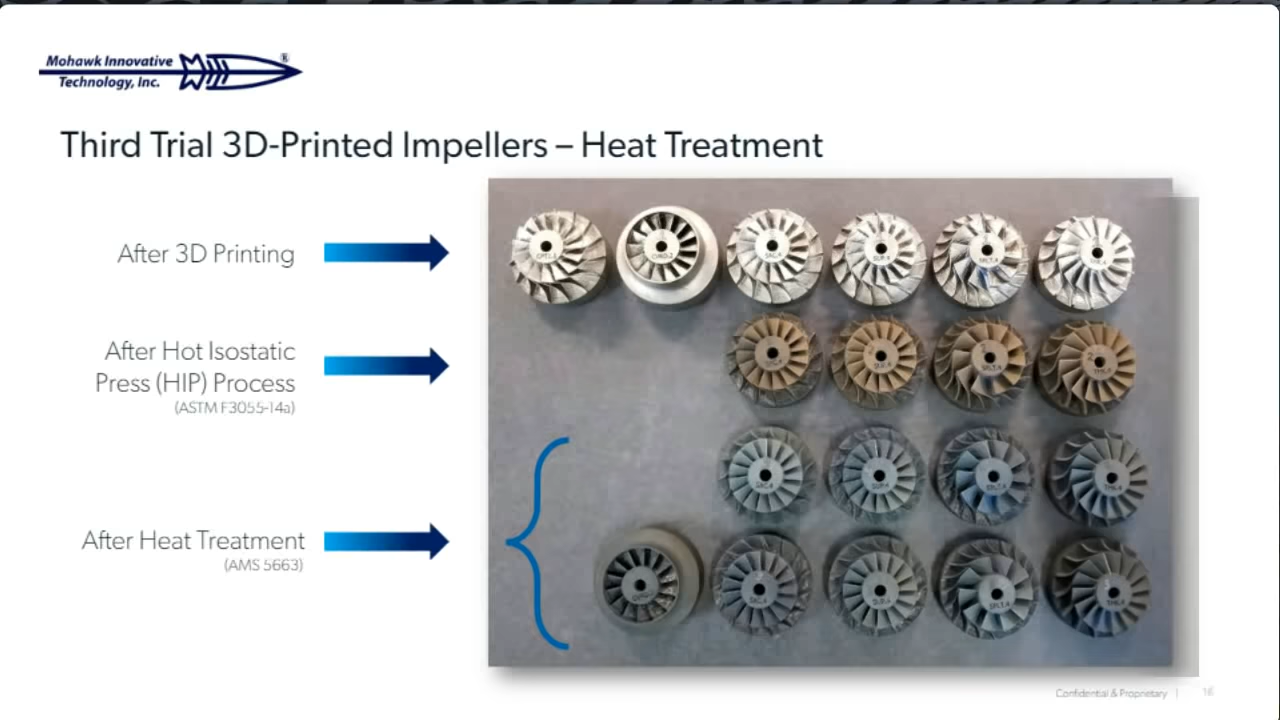 Mohawk Innovative
Technology, Inc.
®
Third Trial 3D-Printed Impellers – Heat Treatment
After 3D Printing
After Hot Isostatic
Press (HIP) Process
(ASTM F3055-14a)
After Heat Treatment
(AMS 5663)
Confidential & Proprietary |